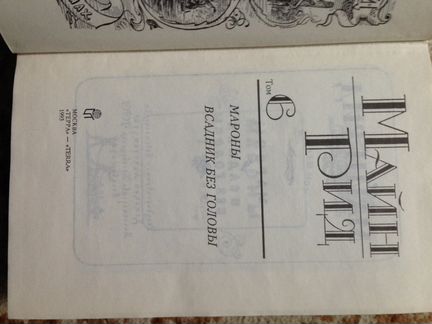 МАЙН
РИД
Том 6
МАРОНЫ
ВСАДНИК БЕЗ ГОЛОВЫ
МОСКВА
«ТЕРРА» — «TERRA»
1993